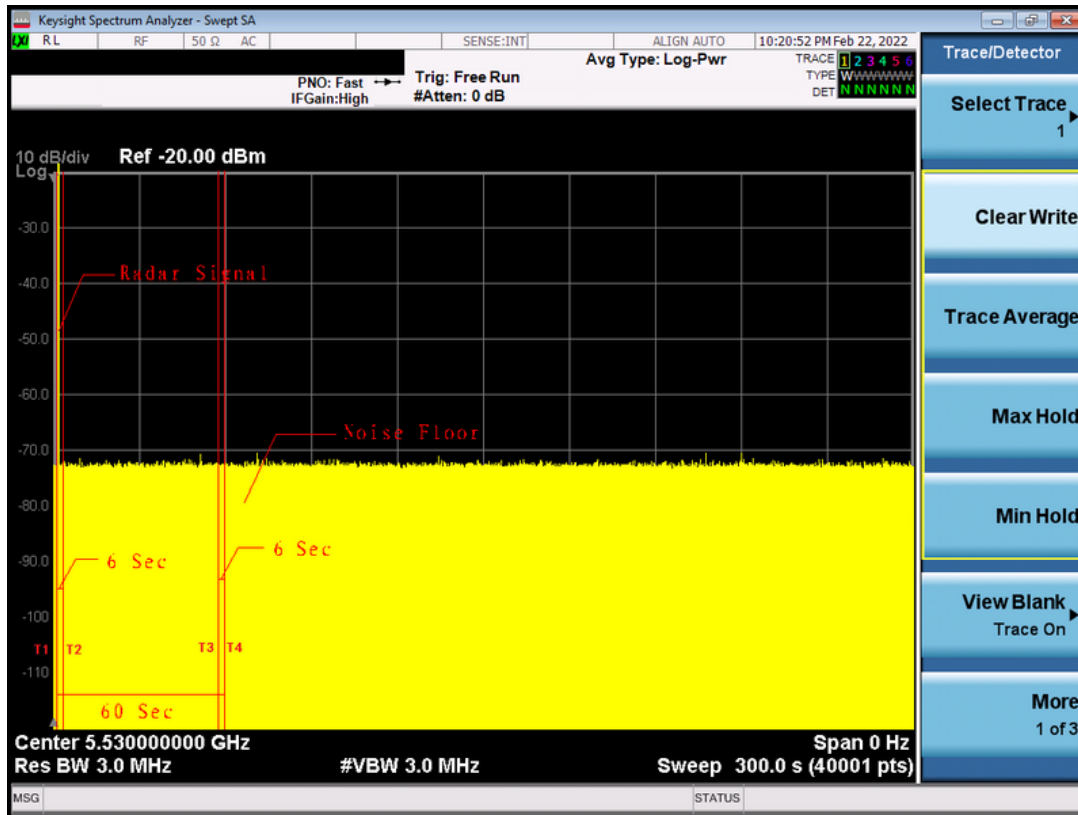 Keysight Spectrum Analyzer - Swept SA
LXI RL RF 50 Ω AC SENSE:INT ALIGN AUTO 10:20:52 PM Feb 22, 2022
Trace/Detector
Avg Type: Log-Pwr
TRACE 1 2 3 4 5 6
PNO: Fast
Trig: Free Run
TYPE WWWWWW
IFGain:High
#Atten: 0 dB
DET N N N N N N
Select Trace
1
10 dB/div Ref -20.00 dBm
Log
Clear Write
-30.0
Radar Signal
-40.0
Trace Average
-50.0
-60.0
Max Hold
Noise Floor
-70.0
-80.0
Min Hold
6 Sec
-90.0
6 Sec
-100
View Blank
Trace On
T1 T2 T3 T4
-110
60 Sec
More
1 of 3
Center 5.530000000 GHz Span 0 Hz
Res BW 3.0 MHz #VBW 3.0 MHz Sweep 300.0 s (40001 pts)
MSG STATUS